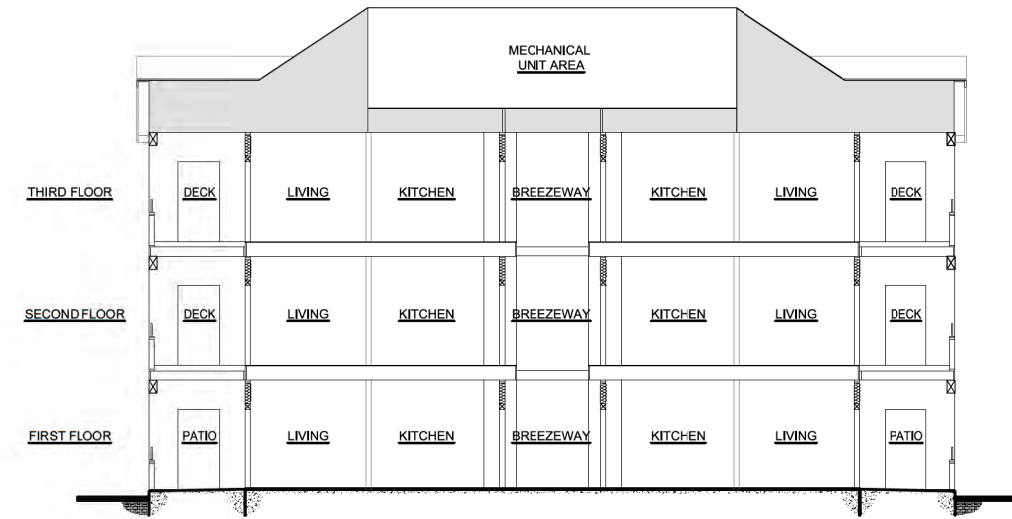 MECHANICAL
UNIT AREA
THIRD FLOOR DECK LIVING KITCHEN BREEZEWAY KITCHEN LIVING DECK
SECOND FLOOR DECK LIVING KITCHEN BREEZEWAY KITCHEN LIVING DECK
FIRST FLOOR PATIO LIVING KITCHEN BREEZEWAY KITCHEN LIVING PATIO